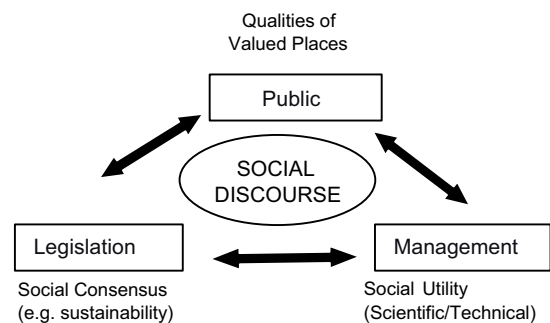 Qualities of
Valued Places
Public
SOCIAL
DISCOURSE
Legislation
Management
Social Consensus
(e.g. sustainability)
Social Utility
(Scientific/Technical)